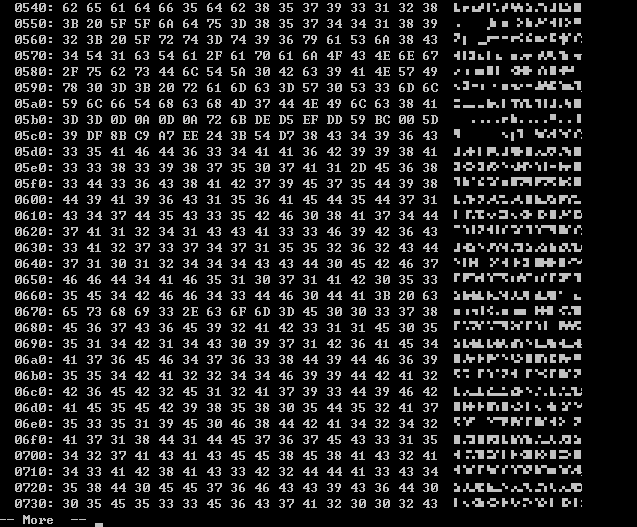 0540: 62 65 61 64 66 35 64 62 38 35 37 39 33 31 32 38
0550: 3B 20 5F 5F 6A 64 75 3D 38 35 37 34 34 31 38 39
0560: 32 3B 20 5F 72 74 3D 74 39 36 79 61 53 6A 38 43
0570: 34 54 31 63 54 61 2F 61 70 61 6A 4F 43 4E 6E 67
0580: 2F 75 62 73 44 6C 54 5A 30 42 63 39 41 4E 57 49
0590: 78 30 3D 3B 20 72 61 6D 63 3D 57 30 53 33 6D 6C
05a0: 59 6C 66 54 68 63 68 4D 37 44 4E 49 6C 63 38 41
05b0: 3D 3D 0D 0A 0D 0A 72 6B DE D5 EF DD 59 BC 00 5D
05c0: 39 DF 8B C9 A7 EE 24 3B 54 D7 38 43 34 39 36 43
05d0: 33 35 41 46 44 36 33 34 41 41 36 42 39 39 38 41
05e0: 33 33 38 33 39 38 37 35 30 37 41 31 2D 45 36 38
05f0: 33 44 33 36 43 38 41 42 37 39 45 37 35 44 39 38
0600: 44 39 41 39 36 43 31 35 36 41 45 44 35 44 37 31
0610: 43 34 37 44 35 43 33 35 42 46 30 38 41 37 34 44
0620: 37 41 31 32 34 31 43 43 41 33 33 46 39 42 36 43
0630: 33 41 32 37 33 37 34 37 31 35 35 32 36 32 43 44
0640: 37 31 30 31 32 34 34 43 43 44 30 45 42 46 37
0650: 46 46 44 34 41 46 35 31 30 37 31 41 42 30 35 33
0660: 35 45 34 42 46 46 34 33 44 46 30 44 41 3B 20 63
0670: 65 73 68 69 33 2E 63 6F 6D 3D 45 30 30 33 37 38
0680: 45 36 37 43 36 45 39 32 41 42 33 31 31 45 30 35
0690: 35 31 34 42 31 34 43 30 39 37 31 42 36 41 45 34
06a0: 41 37 36 45 46 34 37 36 33 38 44 39 44 46 36 39
06b0: 35 35 34 42 41 32 32 34 34 46 39 39 44 42 41 32
06c0: 42 36 45 42 32 45 31 32 41 37 39 33 44 39 46 42
06d0: 41 45 35 45 42 39 38 35 38 30 35 44 35 32 41 37
06e0: 35 33 35 31 39 45 30 46 38 44 42 41 34 32 34 32
06f0: 41 37 31 38 44 31 44 45 37 36 37 45 43 33 31 35
0700: 34 32 37 41 43 41 43 45 45 38 45 38 41 43 32 41
0710: 34 33 41 42 38 41 43 33 42 32 44 44 41 33 43 34
0720: 35 38 44 30 45 45 37 36 46 43 43 39 43 36 44 30
0730: 30 35 45 45 33 33 45 36 43 37 41 32 30 30 32 43
-- More --